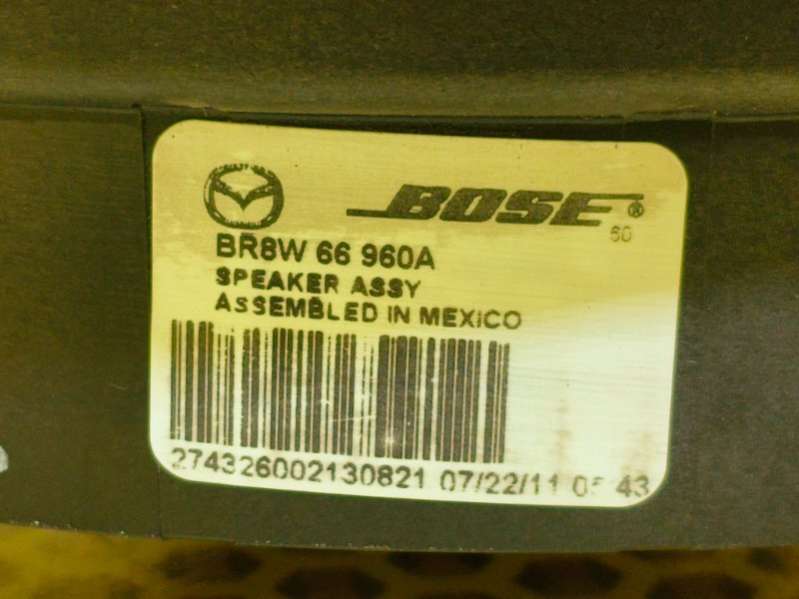 BOSE®
60
BR8W 66 960A
SPEAKER ASSY
ASSEMBLED IN MEXICO
274326002130821 07/22/11